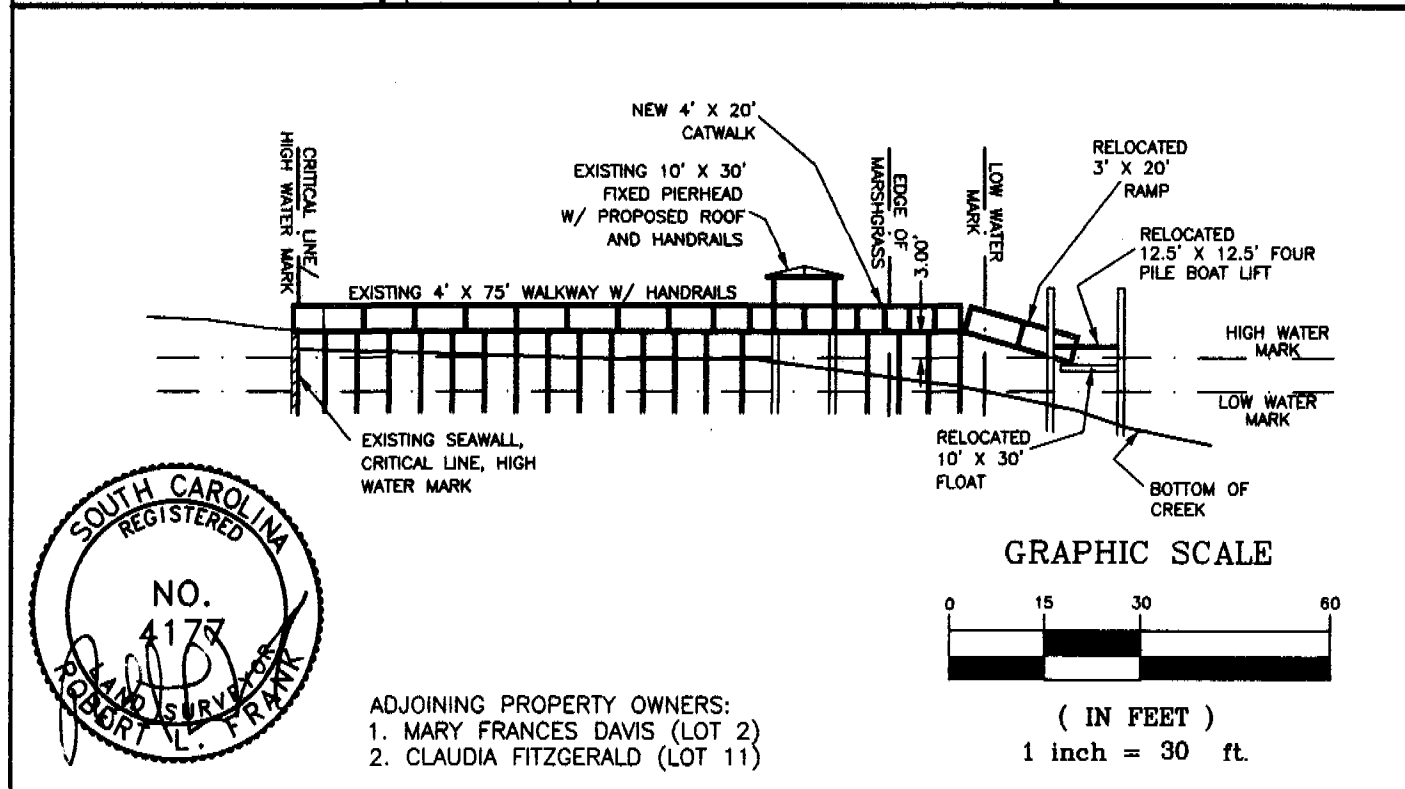 NEW 4' X 20'
CATWALK
EXISTING 10' X 30'
FIXED PIERHEAD
W/ PROPOSED ROOF
AND HANDRAILS
CRITICAL LINE/
HIGH WATER MARK
EXISTING 4' X 75' WALKWAY W/ HANDRAILS
EDGE OF
MARSHGRASS
3.00'
LOW WATER
MARK
RELOCATED
3' X 20'
RAMP
RELOCATED
12.5' X 12.5' FOUR
PILE BOAT LIFT
HIGH WATER
MARK
LOW WATER
MARK
EXISTING SEAWALL,
CRITICAL LINE, HIGH
WATER MARK
RELOCATED
10' X 30'
FLOAT
BOTTOM OF
CREEK
SOUTH CAROLINA
REGISTERED
NO.
4177
LAND SURVEYOR
ROBERT L. FRANK
ADJOINING PROPERTY OWNERS:
1. MARY FRANCES DAVIS (LOT 2)
2. CLAUDIA FITZGERALD (LOT 11)
GRAPHIC SCALE
0 15 30 60
( IN FEET )
1 inch = 30 ft.